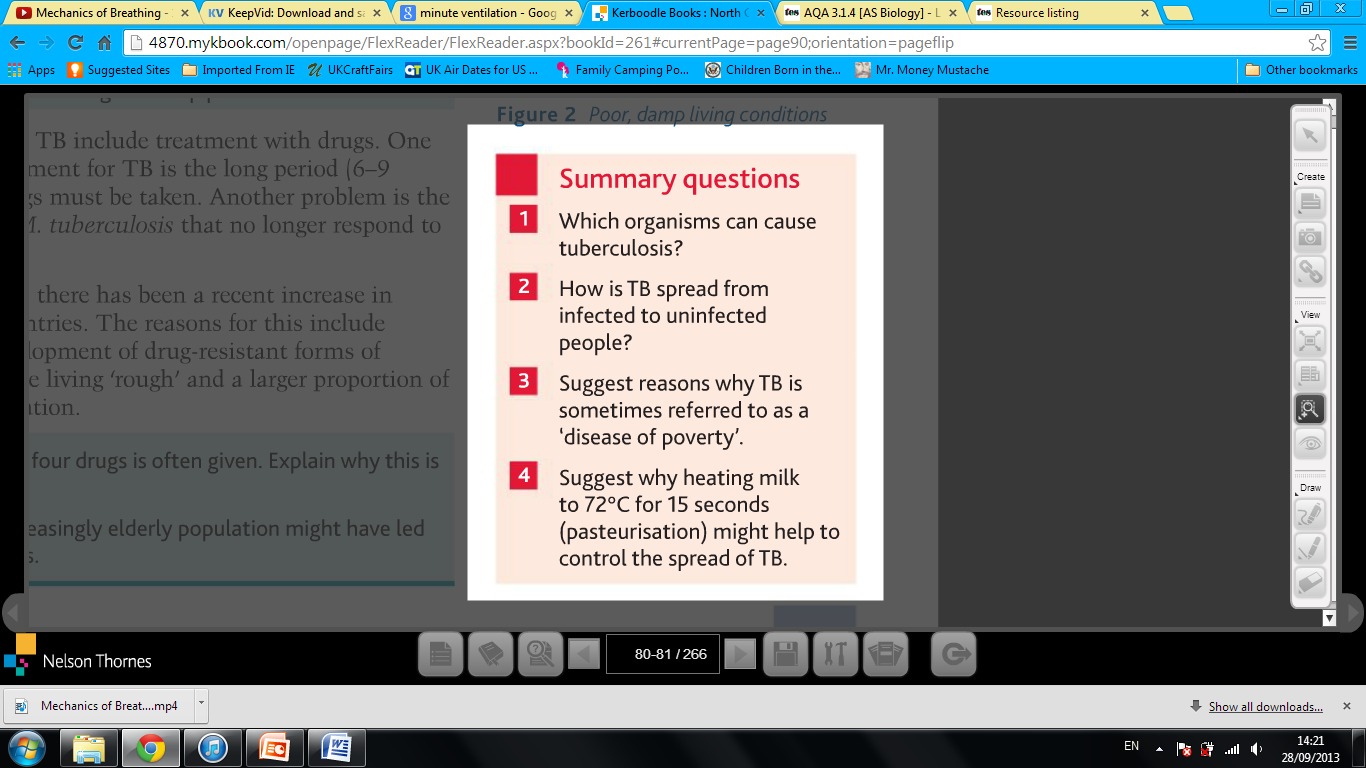 Mechanics of Breathing -
KeepVid: Download and sa
minute ventilation - Goog
Kerboodle Books : North C
AQA 3.1.4 [AS Biology] - L
Resource listing
4870.mykbook.com/openpage/FlexReader/FlexReader.aspx?bookId=261#currentPage=page90;orientation=pageflip
Apps
Suggested Sites
Imported From IE
UKCraftFairs
UK Air Dates for US ...
Family Camping Po...
Children Born in the...
Mr. Money Mustache
Other bookmarks
Figure 2 Poor, damp living conditions
TB include treatment with drugs. One
ment for TB is the long period (6–9
gs must be taken. Another problem is the
M. tuberculosis that no longer respond to
there has been a recent increase in
ntries. The reasons for this include
lopment of drug-resistant forms of
e living ‘rough’ and a larger proportion of
ation.
four drugs is often given. Explain why this is
easingly elderly population might have led
s.
Summary questions
1 Which organisms can cause
tuberculosis?
2 How is TB spread from
infected to uninfected
people?
3 Suggest reasons why TB is
sometimes referred to as a
‘disease of poverty’.
4 Suggest why heating milk
to 72°C for 15 seconds
(pasteurisation) might help to
control the spread of TB.
Create
View
Draw
Nelson Thornes
80-81 / 266
Mechanics of Breat....mp4
Show all downloads...
EN
14:21
28/09/2013